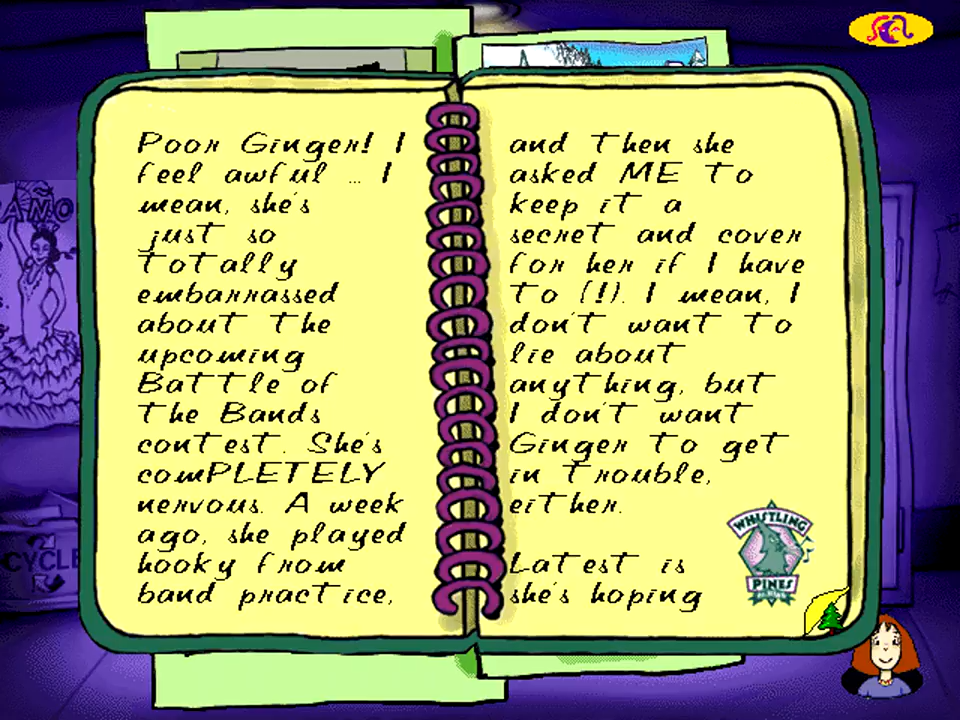 Poor Ginger! I
feel awful ... I
mean, she's
just so
totally
embarrassed
about the
upcoming
Battle of
the Bands
contest. She's
comPLETELY
nervous. A week
ago, she played
hooky from
band practice,
and then she
asked ME to
keep it a
secret and cover
for her if I have
to (!). I mean, I
don't want to
lie about
anything, but
I don't want
Ginger to get
in trouble,
either.
Latest is
she's hoping
WHISTLING
PINES
ANO
CYCLE